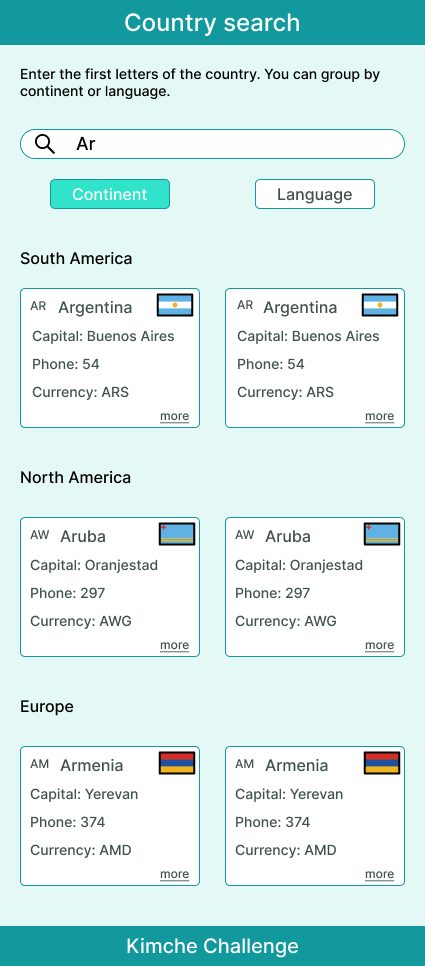 Country search
Enter the first letters of the country. You can group by
continent or language.
Ar
Continent
Language
South America
AR Argentina
Capital: Buenos Aires
Phone: 54
Currency: ARS
more
AR Argentina
Capital: Buenos Aires
Phone: 54
Currency: ARS
more
North America
AW Aruba
Capital: Oranjestad
Phone: 297
Currency: AWG
more
AW Aruba
Capital: Oranjestad
Phone: 297
Currency: AWG
more
Europe
AM Armenia
Capital: Yerevan
Phone: 374
Currency: AMD
more
AM Armenia
Capital: Yerevan
Phone: 374
Currency: AMD
more
Kimche Challenge